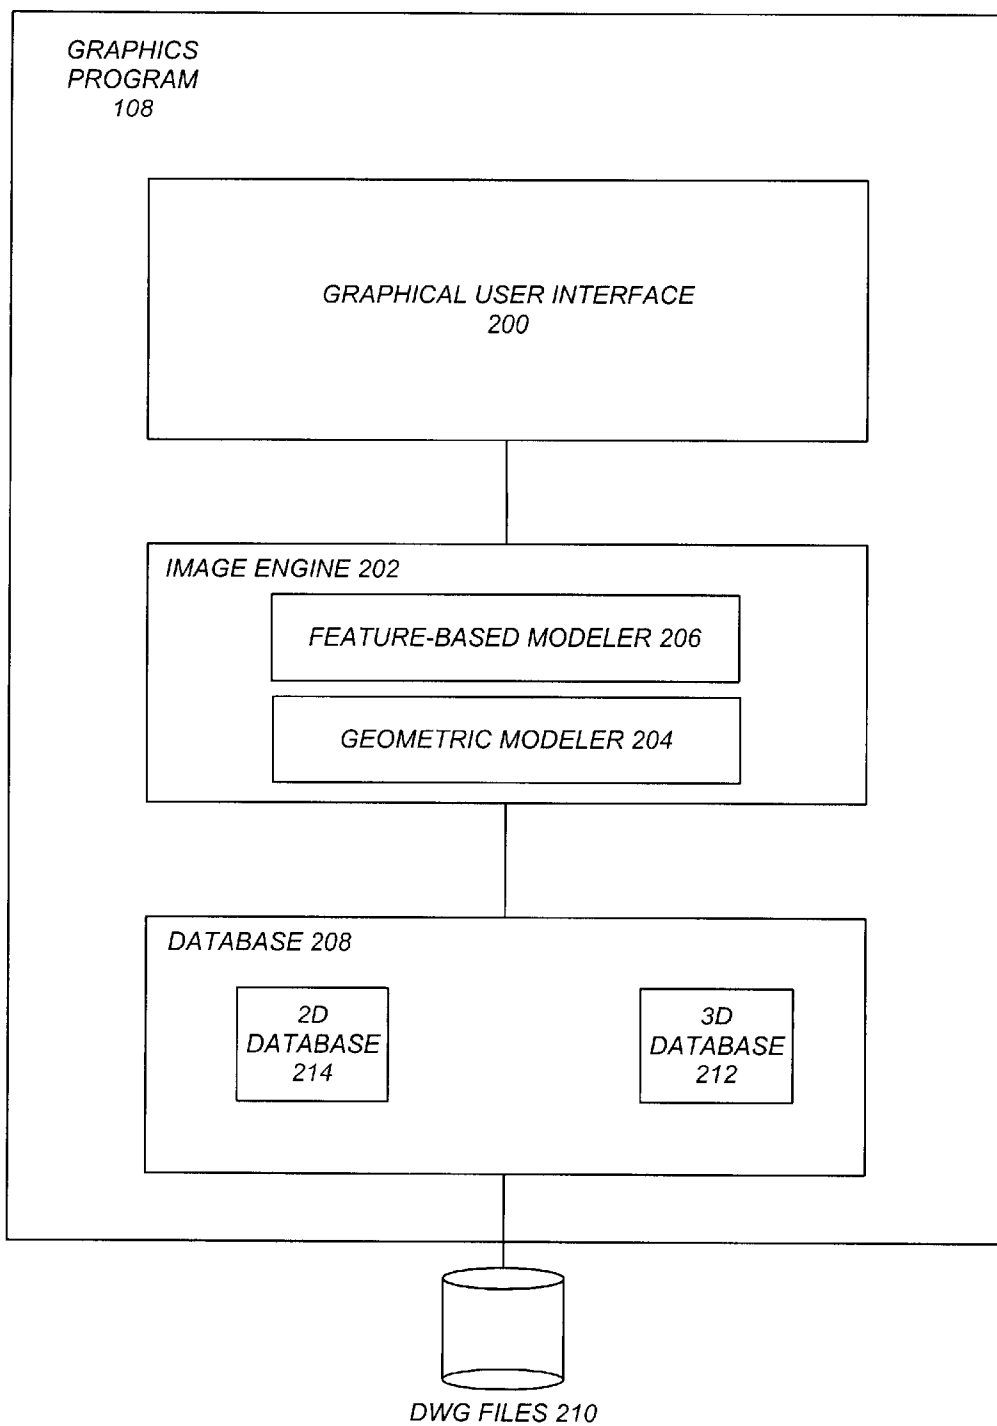 GRAPHICS
PROGRAM
108
GRAPHICAL USER INTERFACE
200
IMAGE ENGINE 202
FEATURE-BASED MODELER 206
GEOMETRIC MODELER 204
DATABASE 208
2D
DATABASE
214
3D
DATABASE
212
DWG FILES 210